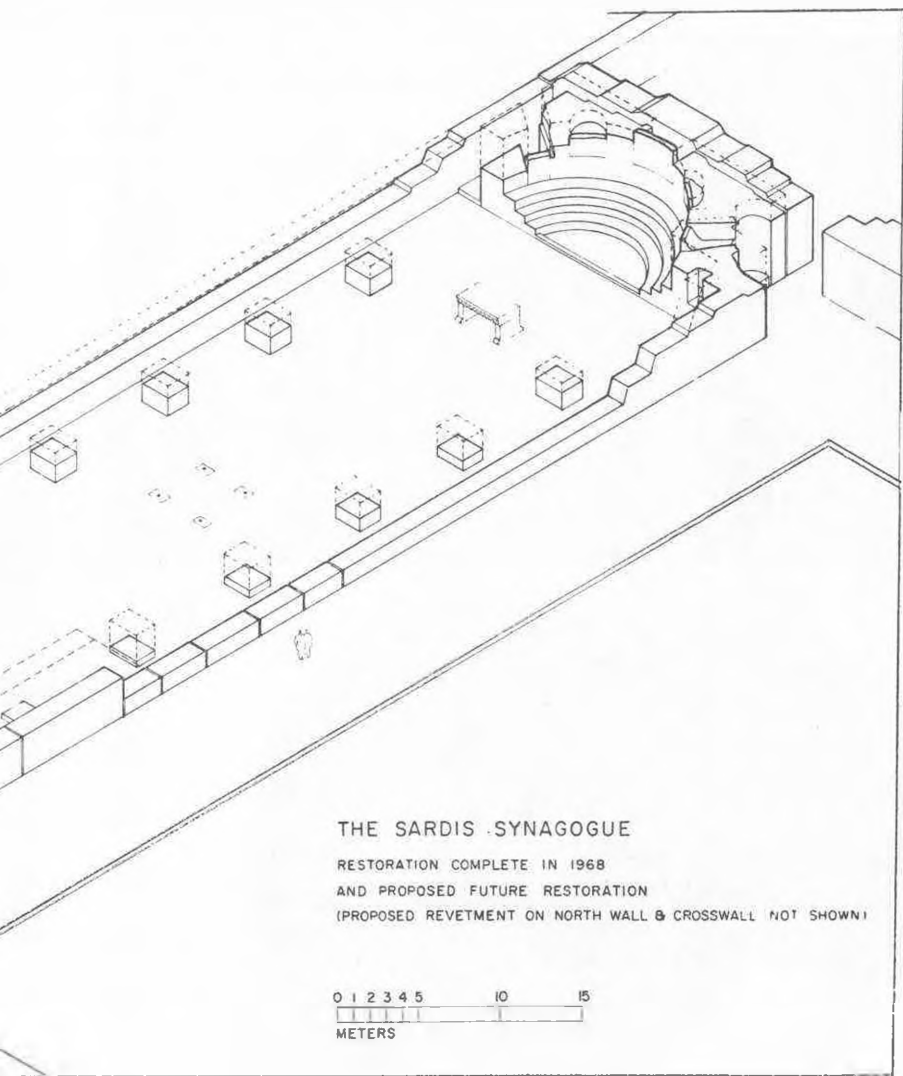 THE SARDIS SYNAGOGUE
RESTORATION COMPLETE IN 1968
AND PROPOSED FUTURE RESTORATION
(PROPOSED REVETMENT ON NORTH WALL & CROSSWALL NOT SHOWN)
0 1 2 3 4 5 10 15
METERS